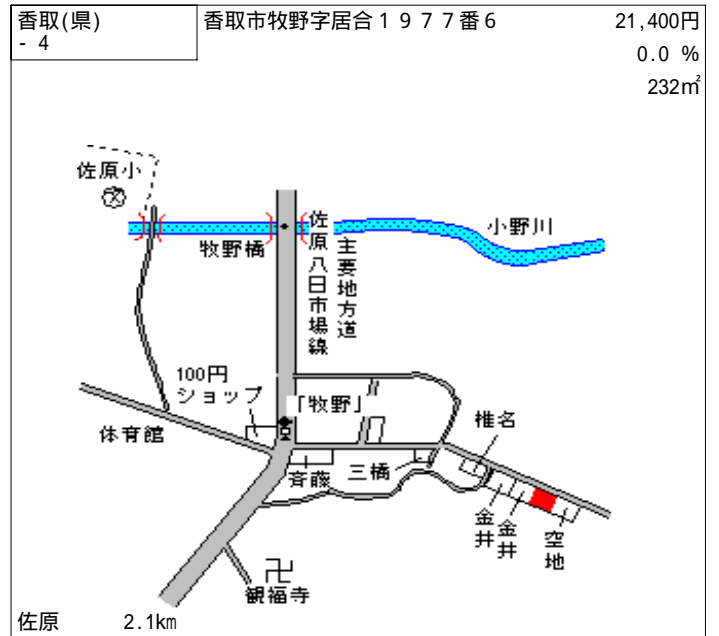 香取(県)
- 4
香取市牧野字居合１９７７番６
21,400円
0.0 %
232㎡
佐原小
牧野橋
佐原八日市場線
主要地方道
小野川
100円
ショップ
「牧野」
体育館
斉藤
三橋
椎名
金井
金井
空地
観福寺
佐原
2.1km